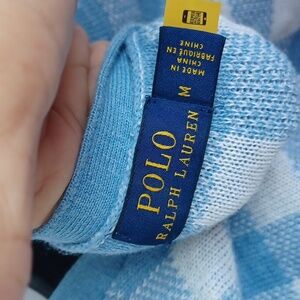 POLO
RALPH LAUREN
M
MADE IN
CHINA
FABRIQUÉ EN
CHINE